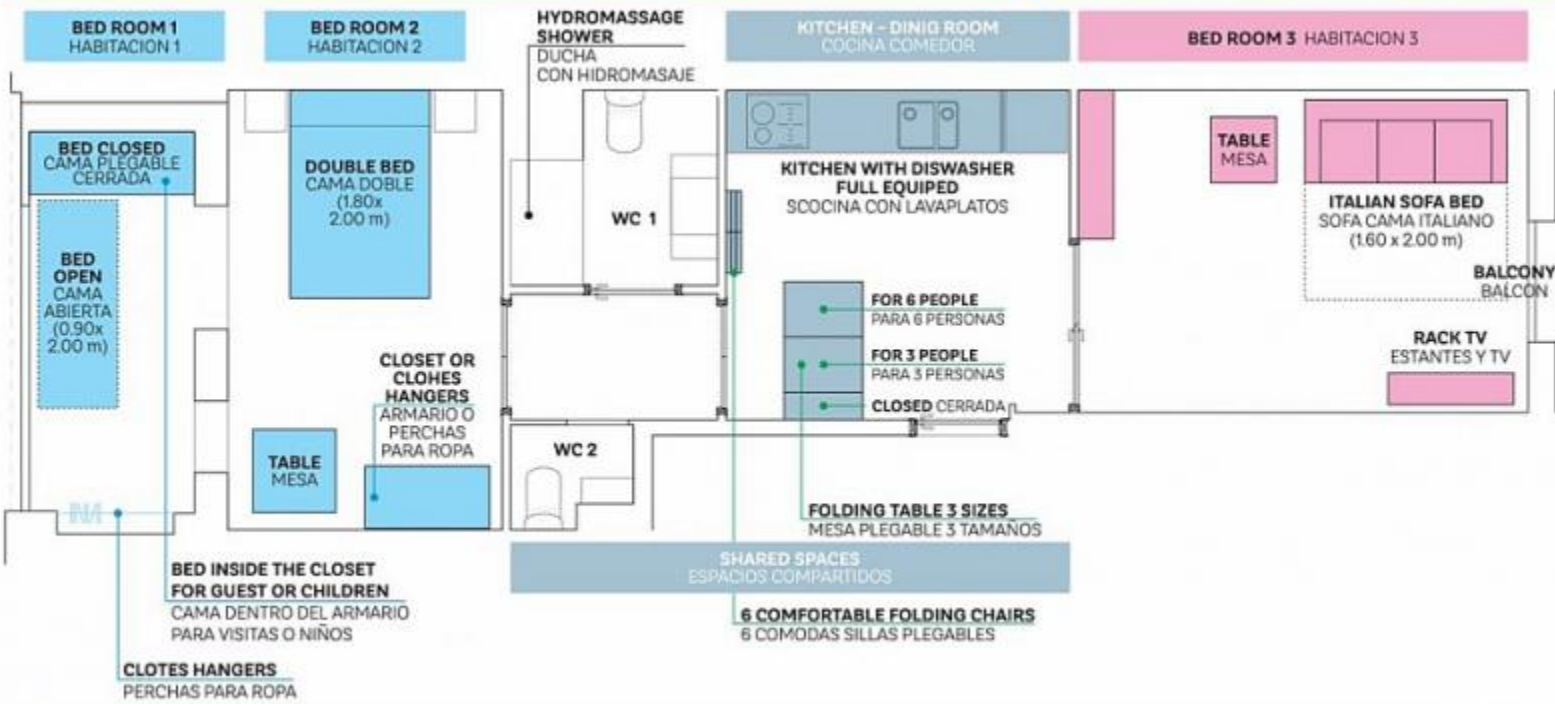 BED ROOM 1
HABITACION 1
BED ROOM 2
HABITACION 2
HYDROMASSAGE
SHOWER
DUCHA
CON HIDROMASAJE
KITCHEN - DINIG ROOM
COCINA COMEDOR
BED ROOM 3 HABITACION 3
BED CLOSED
CAMA PLEGABLE
CERRADA
BED
OPEN
CAMA
ABIERTA
(0.90x
2.00 m)
DOUBLE BED
CAMA DOBLE
(1.80x
2.00 m)
CLOSET OR
CLOHES
HANGERS
ARMARIO O
PERCHAS
PARA ROPA
TABLE
MESA
WC 1
WC 2
KITCHEN WITH DISWASHER
FULL EQUIPED
SCOCINA CON LAVAPLATOS
FOR 6 PEOPLE
PARA 6 PERSONAS
FOR 3 PEOPLE
PARA 3 PERSONAS
CLOSED CERRADA
TABLE
MESA
ITALIAN SOFA BED
SOFA CAMA ITALIANO
(1.60 x 2.00 m)
BALCONY
BALCON
RACK TV
ESTANTES Y TV
FOLDING TABLE 3 SIZES
MESA PLEGABLE 3 TAMAÑOS
SHARED SPACES
ESPACIOS COMPARTIDOS
6 COMFORTABLE FOLDING CHAIRS
6 COMODAS SILLAS PLEGABLES
BED INSIDE THE CLOSET
FOR GUEST OR CHILDREN
CAMA DENTRO DEL ARMARIO
PARA VISITAS O NIÑOS
CLOTES HANGERS
PERCHAS PARA ROPA